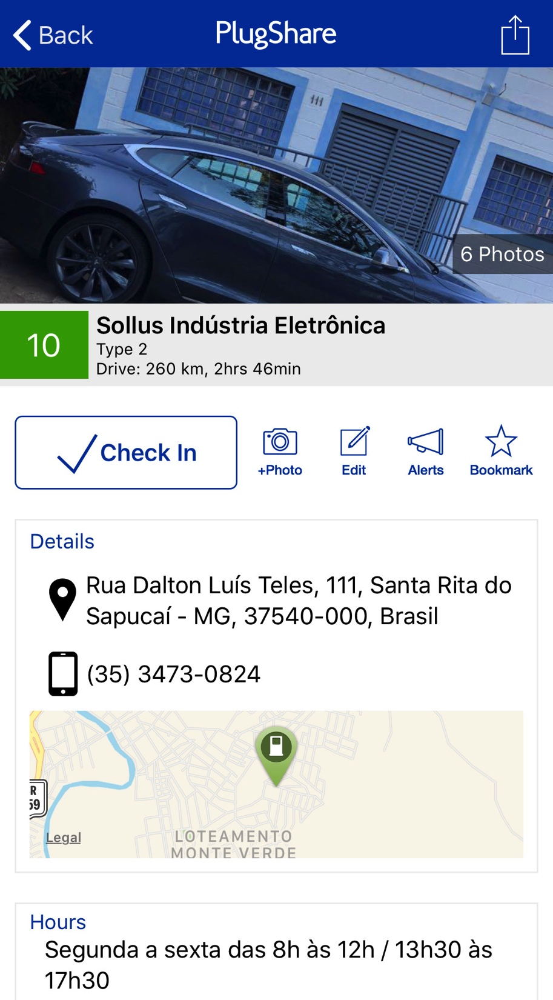 Back
PlugShare
111
6 Photos
10
Sollus Indústria Eletrônica
Type 2
Drive: 260 km, 2hrs 46min
Check In
+Photo
Edit
Alerts
Bookmark
Details
Rua Dalton Luís Teles, 111, Santa Rita do
Sapucaí - MG, 37540-000, Brasil
(35) 3473-0824
R
59
Legal
LOTEAMENTO
MONTE VERDE
Hours
Segunda a sexta das 8h às 12h / 13h30 às
17h30